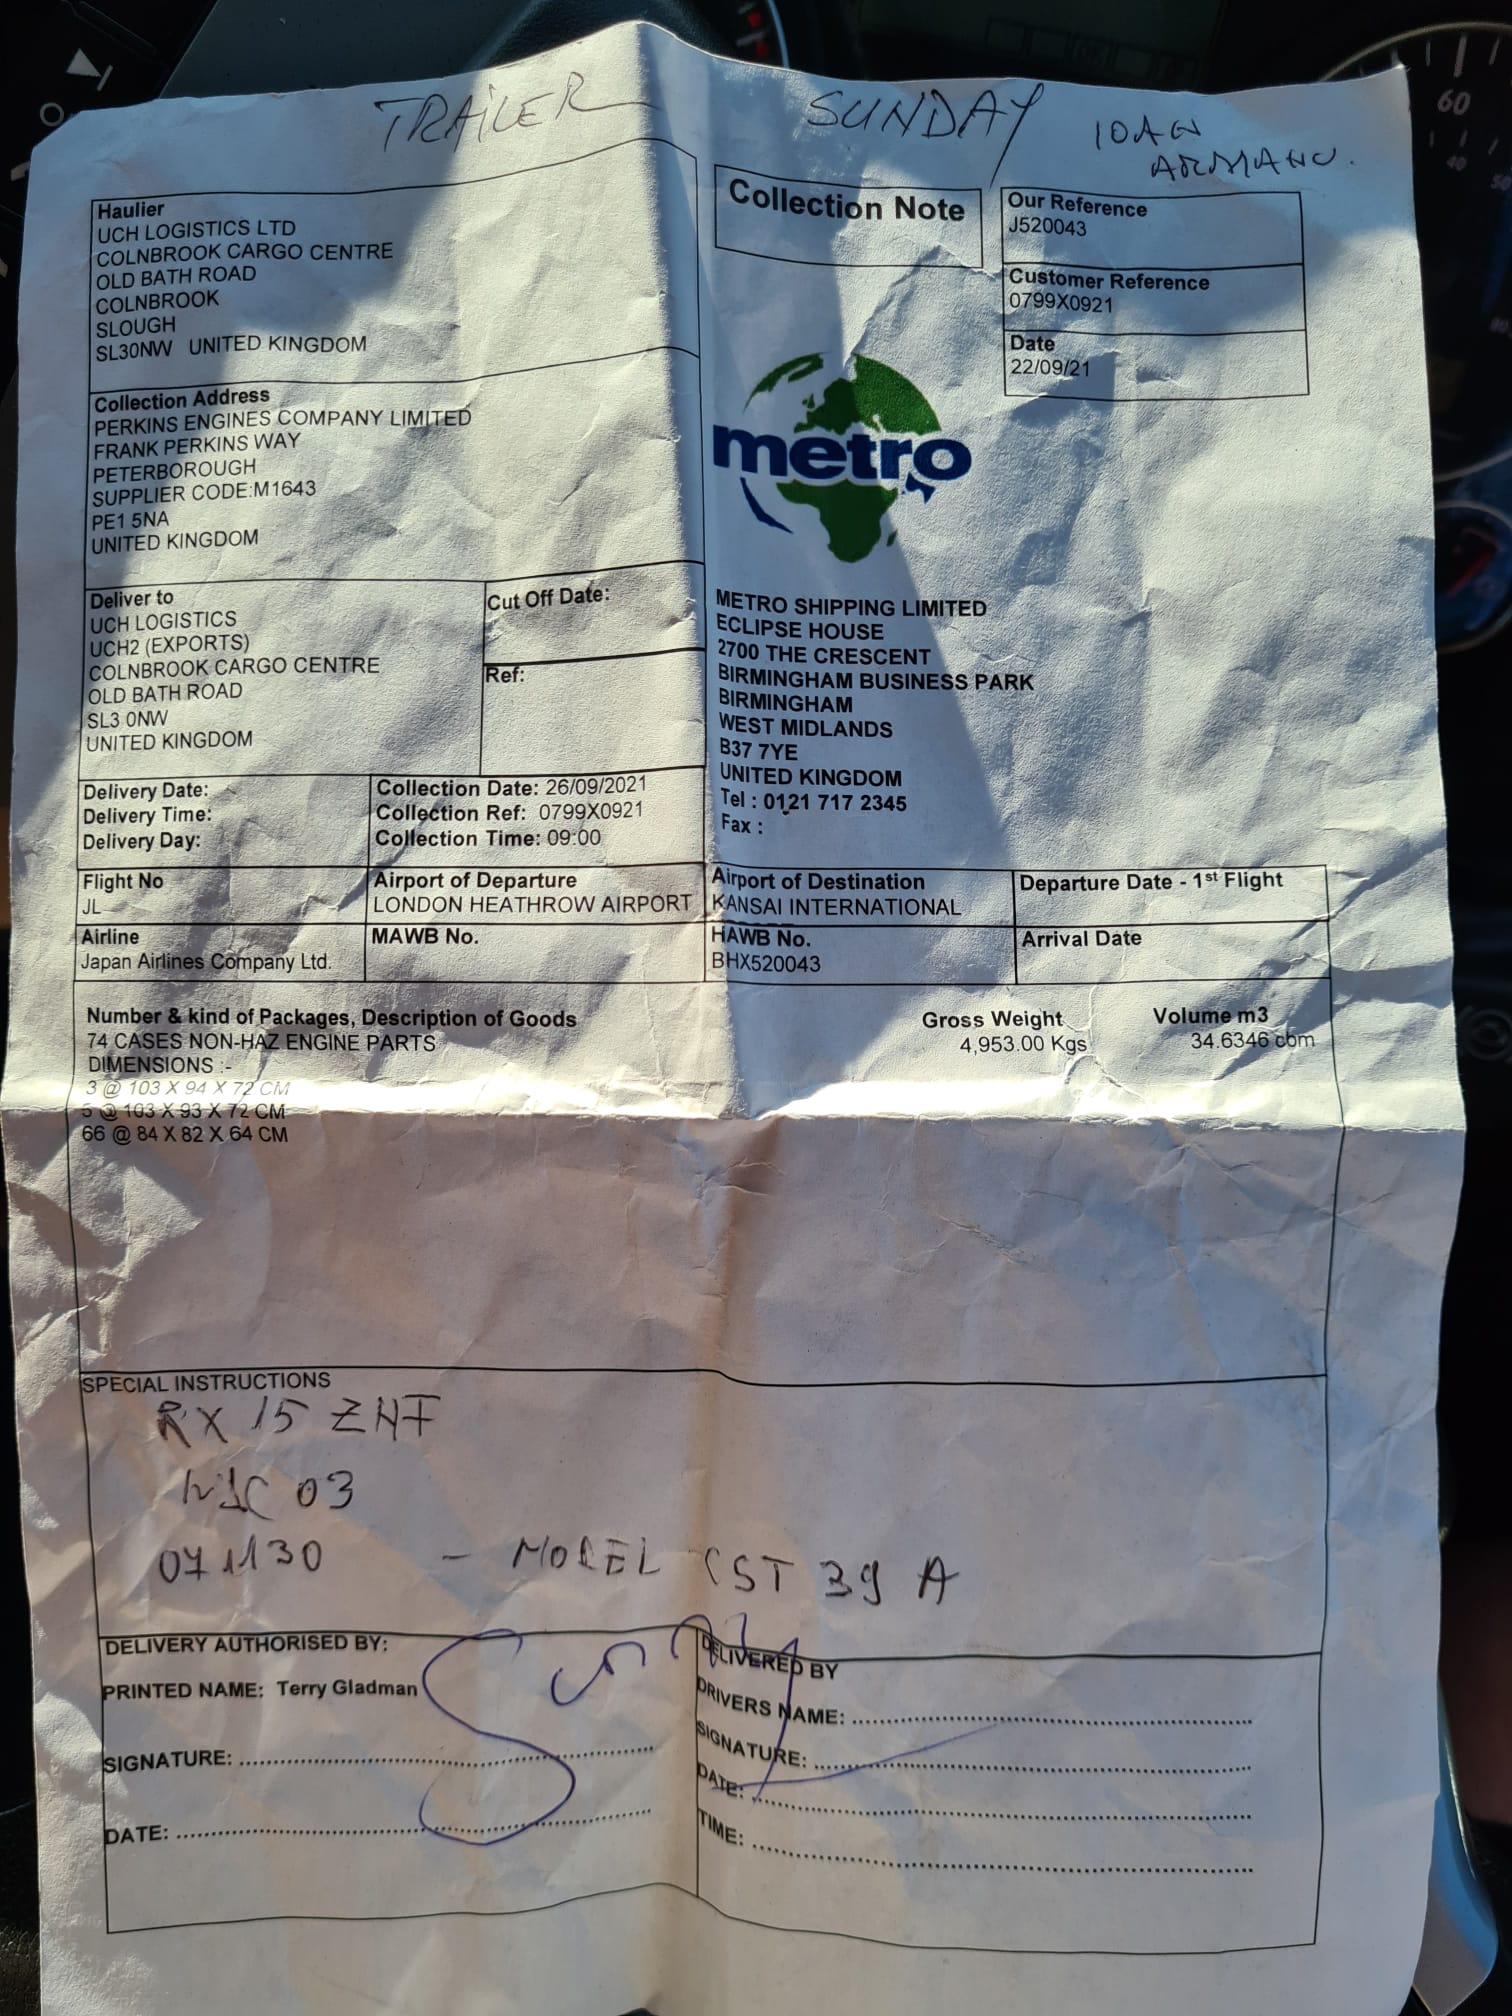 TRAILER SUNDAY IOAN
ARMANU.
Haulier
UCH LOGISTICS LTD
COLNBROOK CARGO CENTRE
OLD BATH ROAD
COLNBROOK
SLOUGH
SL30NW UNITED KINGDOM
Collection Note
Our Reference
J520043
Customer Reference
0799X0921
Date
22/09/21
Collection Address
PERKINS ENGINES COMPANY LIMITED
FRANK PERKINS WAY
PETERBOROUGH
SUPPLIER CODE:M1643
PE1 5NA
UNITED KINGDOM
metro
Deliver to
UCH LOGISTICS
UCH2 (EXPORTS)
COLNBROOK CARGO CENTRE
OLD BATH ROAD
SL3 0NW
UNITED KINGDOM
Cut Off Date:
Ref:
METRO SHIPPING LIMITED
ECLIPSE HOUSE
2700 THE CRESCENT
BIRMINGHAM BUSINESS PARK
BIRMINGHAM
WEST MIDLANDS
B37 7YE
UNITED KINGDOM
Tel : 0121 717 2345
Fax :
Delivery Date:
Delivery Time:
Delivery Day:
Collection Date: 26/09/2021
Collection Ref: 0799X0921
Collection Time: 09:00
Flight No
JL
Airport of Departure
LONDON HEATHROW AIRPORT
Airport of Destination
KANSAI INTERNATIONAL
Departure Date - 1st Flight
Airline
Japan Airlines Company Ltd.
MAWB No.
HAWB No.
BHX520043
Arrival Date
Number & kind of Packages, Description of Goods
Gross Weight
Volume m3
74 CASES NON-HAZ ENGINE PARTS
4,953.00 Kgs
34.6346 cbm
DIMENSIONS :-
3 @ 103 X 94 X 72 CM
5 @ 103 X 93 X 72 CM
66 @ 84 X 82 X 64 CM
SPECIAL INSTRUCTIONS
RX 15 ZHF
03
071130 - MODEL CST 39 A
DELIVERY AUTHORISED BY:
PRINTED NAME: Terry Gladman
SIGNATURE:
DATE:
DELIVERED BY
DRIVERS NAME:
SIGNATURE:
DATE:
TIME:
60